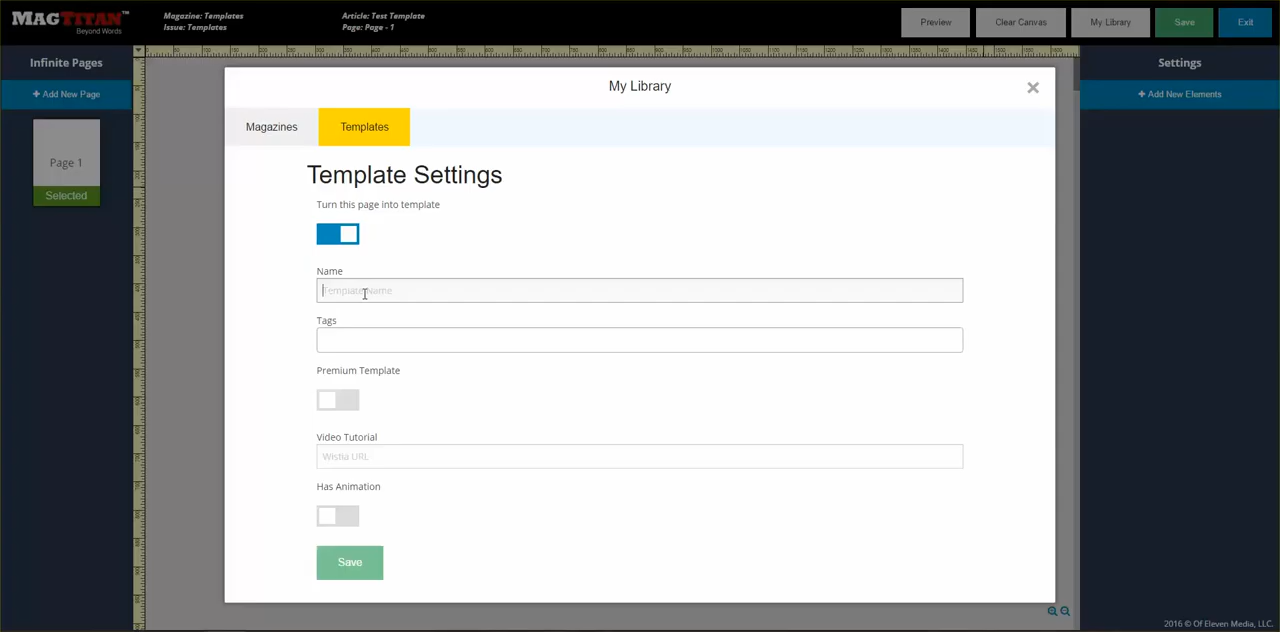 MAGTITAN™
Beyond Words
Magazine: Templates
Issue: Templates
Article: Test Template
Page: Page - 1
Preview
Clear Canvas
My Library
Save
Exit
Infinite Pages
+ Add New Page
Page 1
Selected
Settings
+ Add New Elements
My Library
×
Magazines
Templates
Template Settings
Turn this page into template
Name
Template Name
Tags
Premium Template
Video Tutorial
Wistia URL
Has Animation
Save
2016 © Of Eleven Media, LLC.